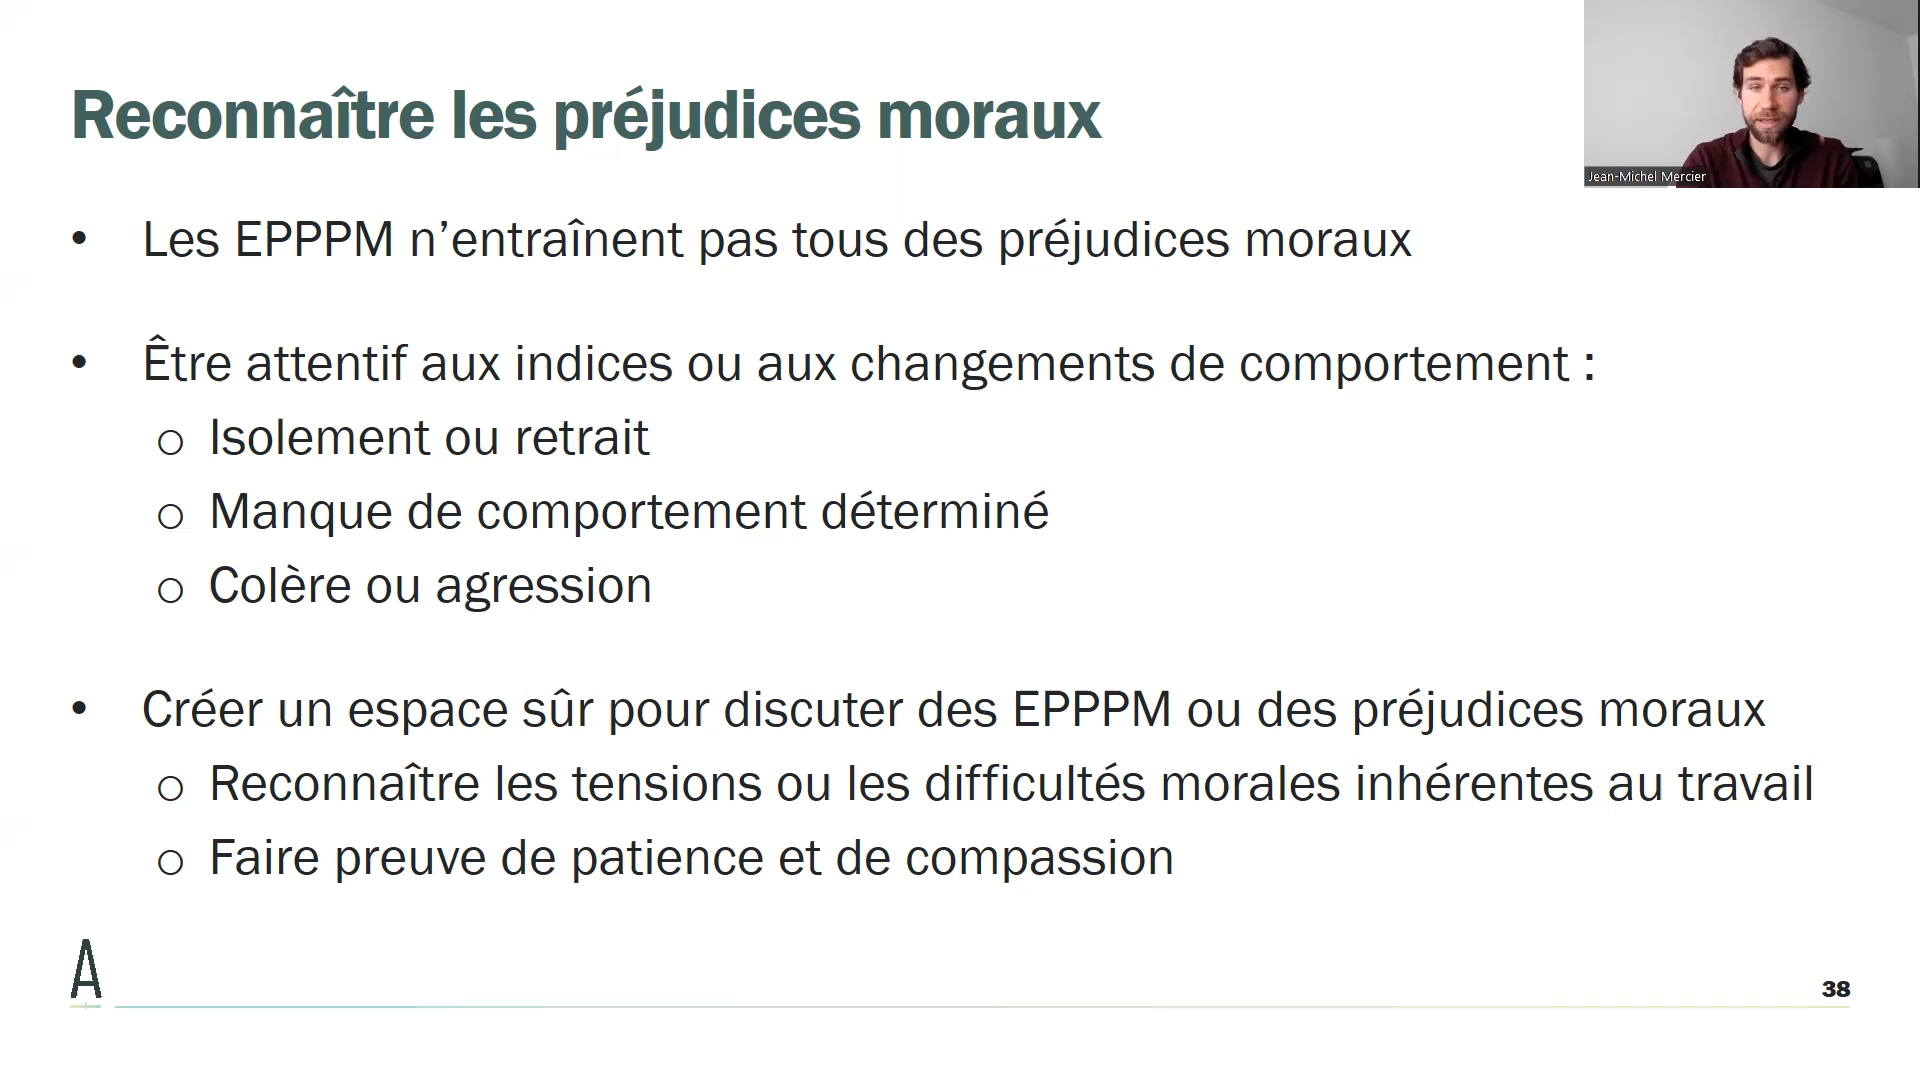 Reconnaître les préjudices moraux
Jean-Michel Mercier
• Les EPPPM n’entraînent pas tous des préjudices moraux
• Être attentif aux indices ou aux changements de comportement :
o Isolement ou retrait
o Manque de comportement déterminé
o Colère ou agression
• Créer un espace sûr pour discuter des EPPPM ou des préjudices moraux
o Reconnaître les tensions ou les difficultés morales inhérentes au travail
o Faire preuve de patience et de compassion
A
38